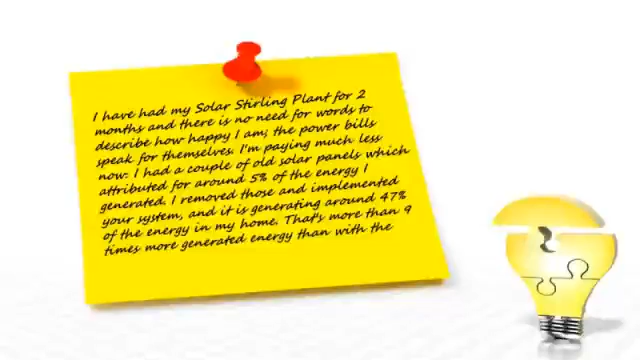 I have had my Solar Stirling Plant for 2
months and there is no need for words to
describe how happy I am, the power bills
speak for themselves. I'm paying much less
now. I had a couple of old solar panels which
attributed for around 5% of the energy I
generated. I removed those and implemented
your system, and it is generating around 47%
of the energy in my home. That's more than 9
times more generated energy than with the